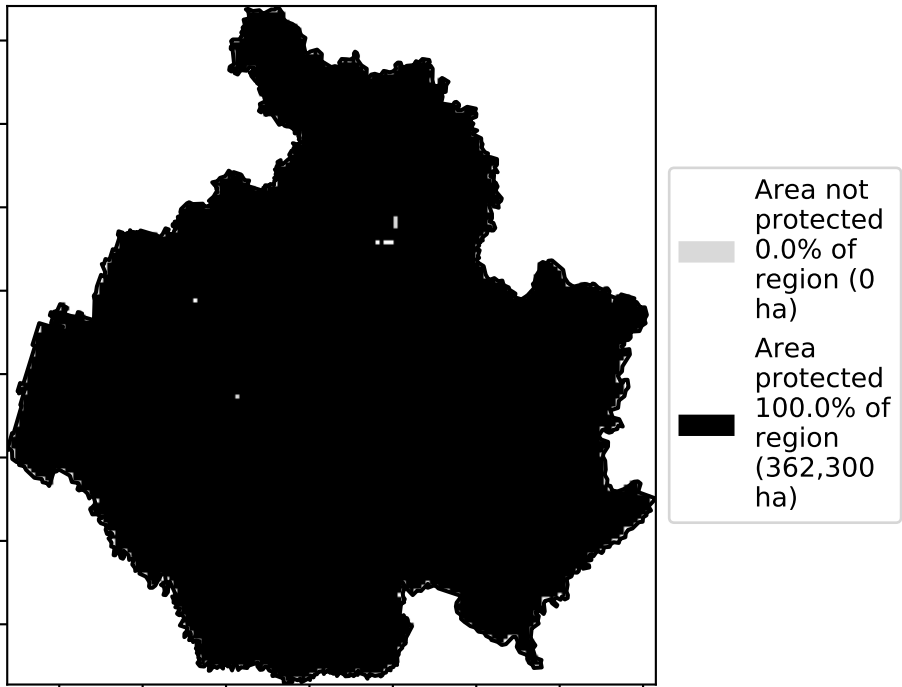 Area not
protected
0.0% of
region (0
ha)
Area
protected
100.0% of
region
(362,300
ha)